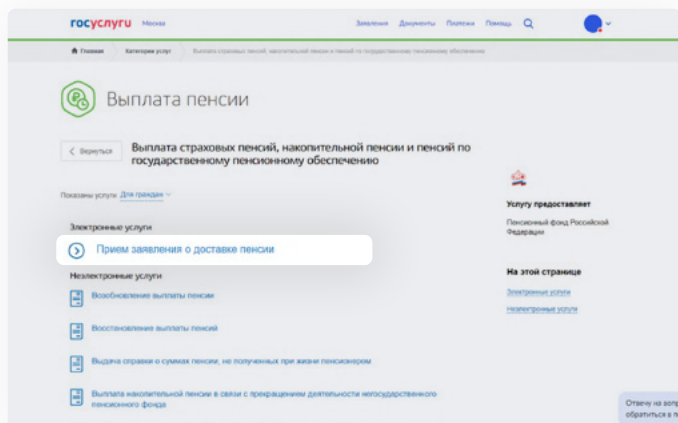 госуслуги Москва Заявления Документы Платежи Помощь
Главная Категории услуг Выплата страховых пенсий, накопительной пенсии и пенсий по государственному пенсионному обеспечению
Выплата пенсии
Вернуться
Выплата страховых пенсий, накопительной пенсии и пенсий по
государственному пенсионному обеспечению
Показаны услуги: Для граждан
Электронные услуги
Прием заявления о доставке пенсии
Неэлектронные услуги
Возобновление выплаты пенсии
Восстановление выплаты пенсий
Выдача справки о суммах пенсии, не полученных при жизни пенсионером
Выплата накопительной пенсии в связи с прекращением деятельности негосударственного
пенсионного фонда
Услугу предоставляет
Пенсионный фонд Российской
Федерации
На этой странице
Электронные услуги
Неэлектронные услуги
Отвечу на
обратиться в